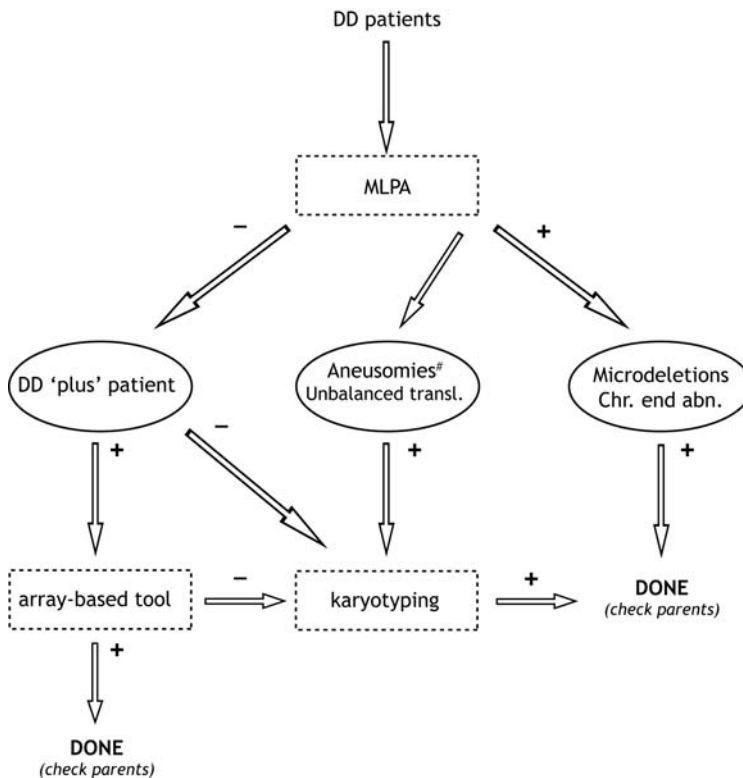 DD patients
MLPA
–
+
DD ‘plus’ patient
Aneusomies#
Unbalanced transl.
Microdeletions
Chr. end abn.
+
–
+
+
array-based tool
–
karyotyping
+
DONE
(check parents)
+
DONE
(check parents)